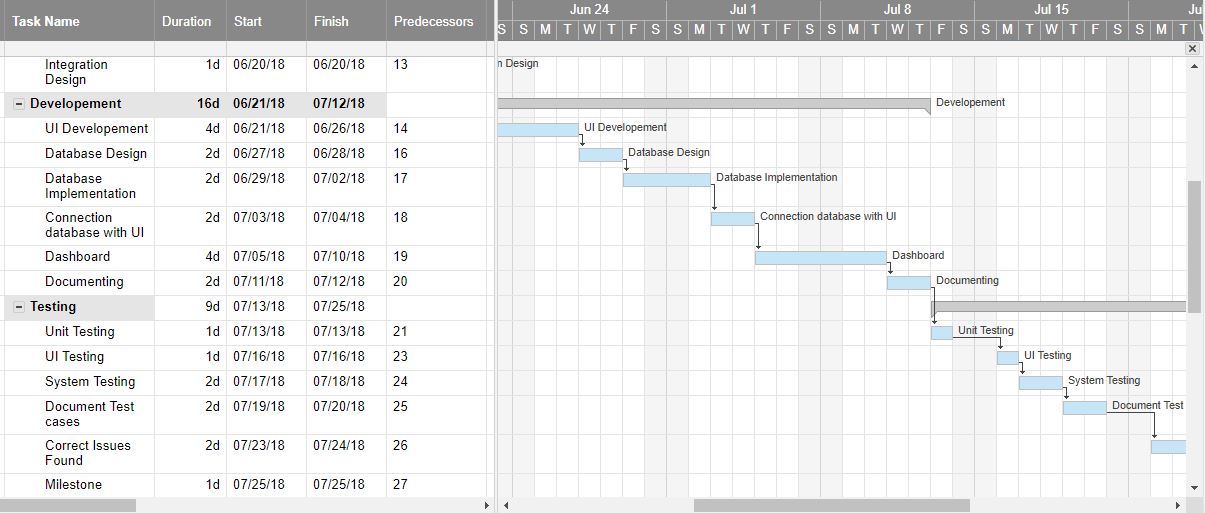 Task Name Duration Start Finish Predecessors
Jun 24 Jul 1 Jul 8 Jul 15 Ju
S S M T W T F S S M T W T F S S M T W T F S S M T W T F S S M T W
Integration 1d 06/20/18 06/20/18 13 n Design
Design
Developement 16d 06/21/18 07/12/18 Developement
UI Developement 4d 06/21/18 06/26/18 14 UI Developement
Database Design 2d 06/27/18 06/28/18 16 Database Design
Database 2d 06/29/18 07/02/18 17 Database Implementation
Implementation
Connection 2d 07/03/18 07/04/18 18 Connection database with UI
database with UI
Dashboard 4d 07/05/18 07/10/18 19 Dashboard
Documenting 2d 07/11/18 07/12/18 20 Documenting
Testing 9d 07/13/18 07/25/18
Unit Testing 1d 07/13/18 07/13/18 21 Unit Testing
UI Testing 1d 07/16/18 07/16/18 23 UI Testing
System Testing 2d 07/17/18 07/18/18 24 System Testing
Document Test 2d 07/19/18 07/20/18 25 Document Test
cases
Correct Issues 2d 07/23/18 07/24/18 26
Found
Milestone 1d 07/25/18 07/25/18 27